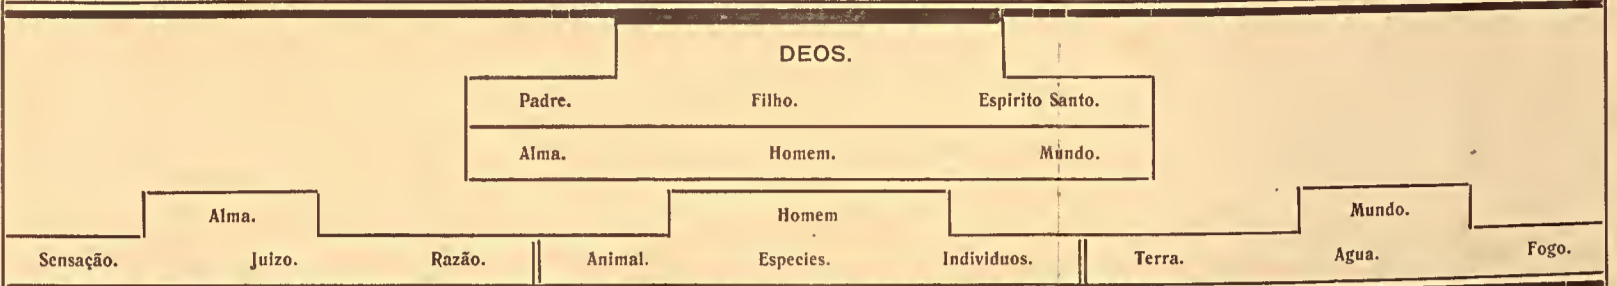 DEOS.
Padre. Filho. Espirito Santo.
Alma. Homem. Mundo.
Alma. Homem Mundo.
Sensação. Juizo. Razão. Animal. Especies. Individuos. Terra. Agua. Fogo.